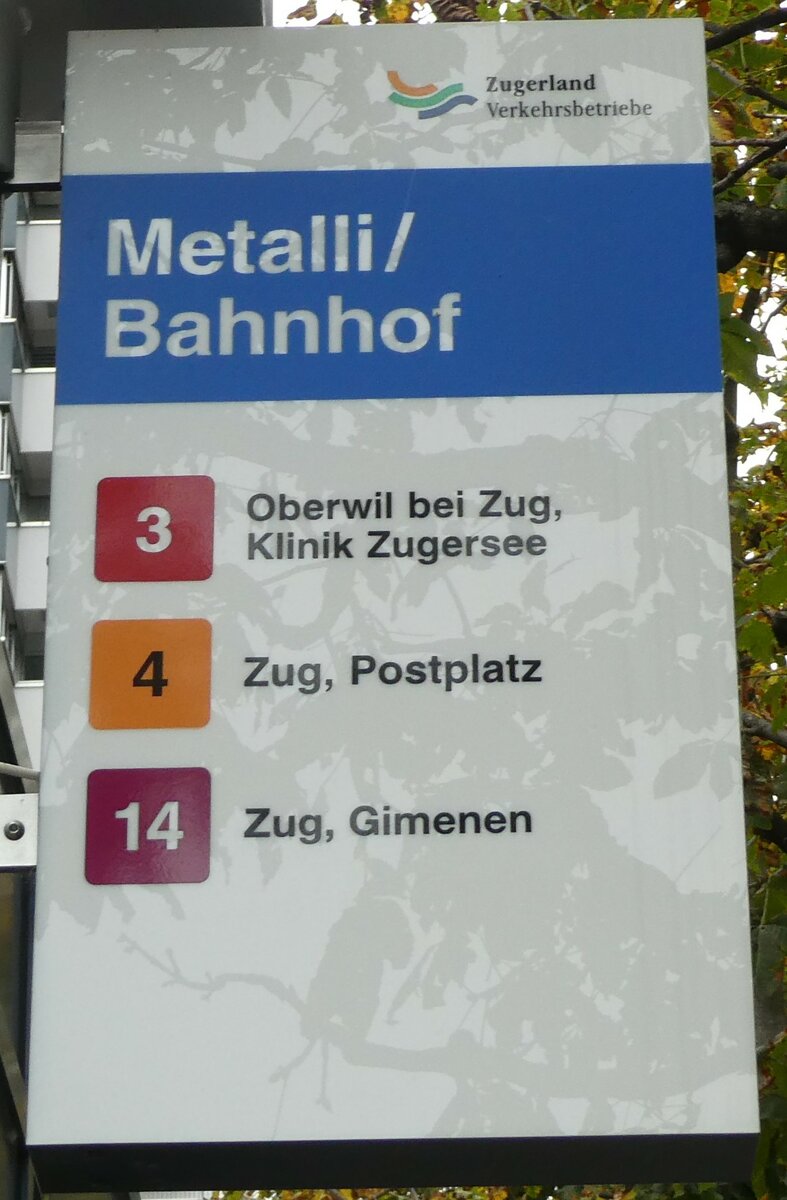 Zugerland
Verkehrsbetriebe
Metalli/
Bahnhof
3
Oberwil bei Zug,
Klinik Zugersee
4
Zug, Postplatz
14
Zug, Gimenen